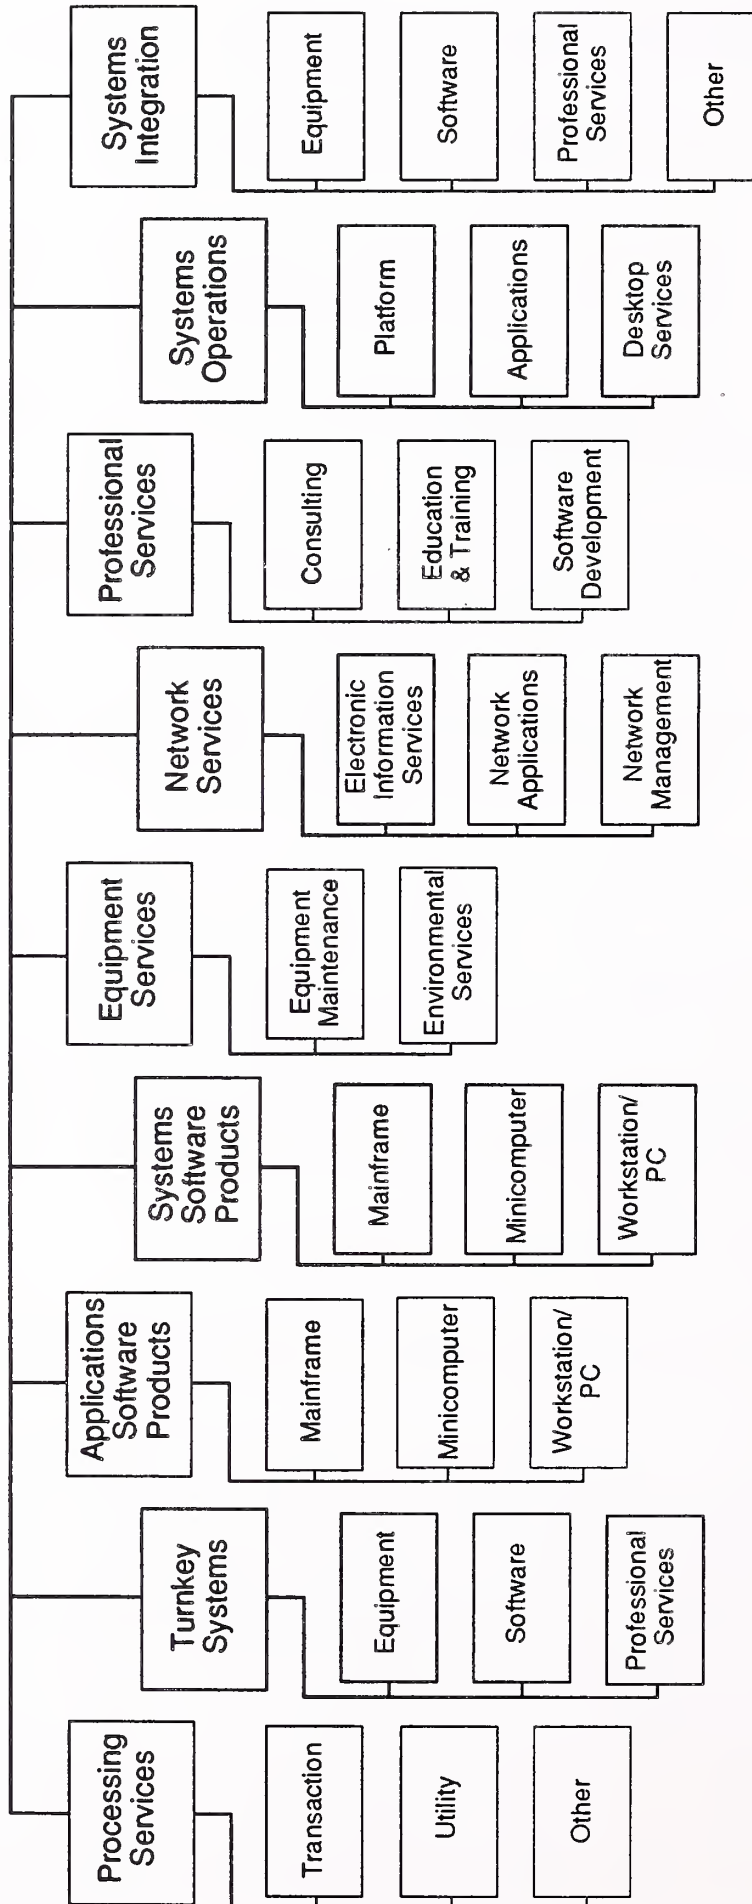 Processing
Services
Transaction
Utility
Other
Turnkey
Systems
Equipment
Software
Professional
Services
Applications
Software
Products
Mainframe
Minicomputer
Workstation/
PC
Systems
Software
Products
Mainframe
Minicomputer
Workstation/
PC
Equipment
Services
Equipment
Maintenance
Environmental
Services
Network
Services
Electronic
Information
Services
Network
Applications
Network
Management
Professional
Services
Consulting
Education
& Training
Software
Development
Systems
Operations
Platform
Applications
Desktop
Services
Systems
Integration
Equipment
Software
Professional
Services
Other